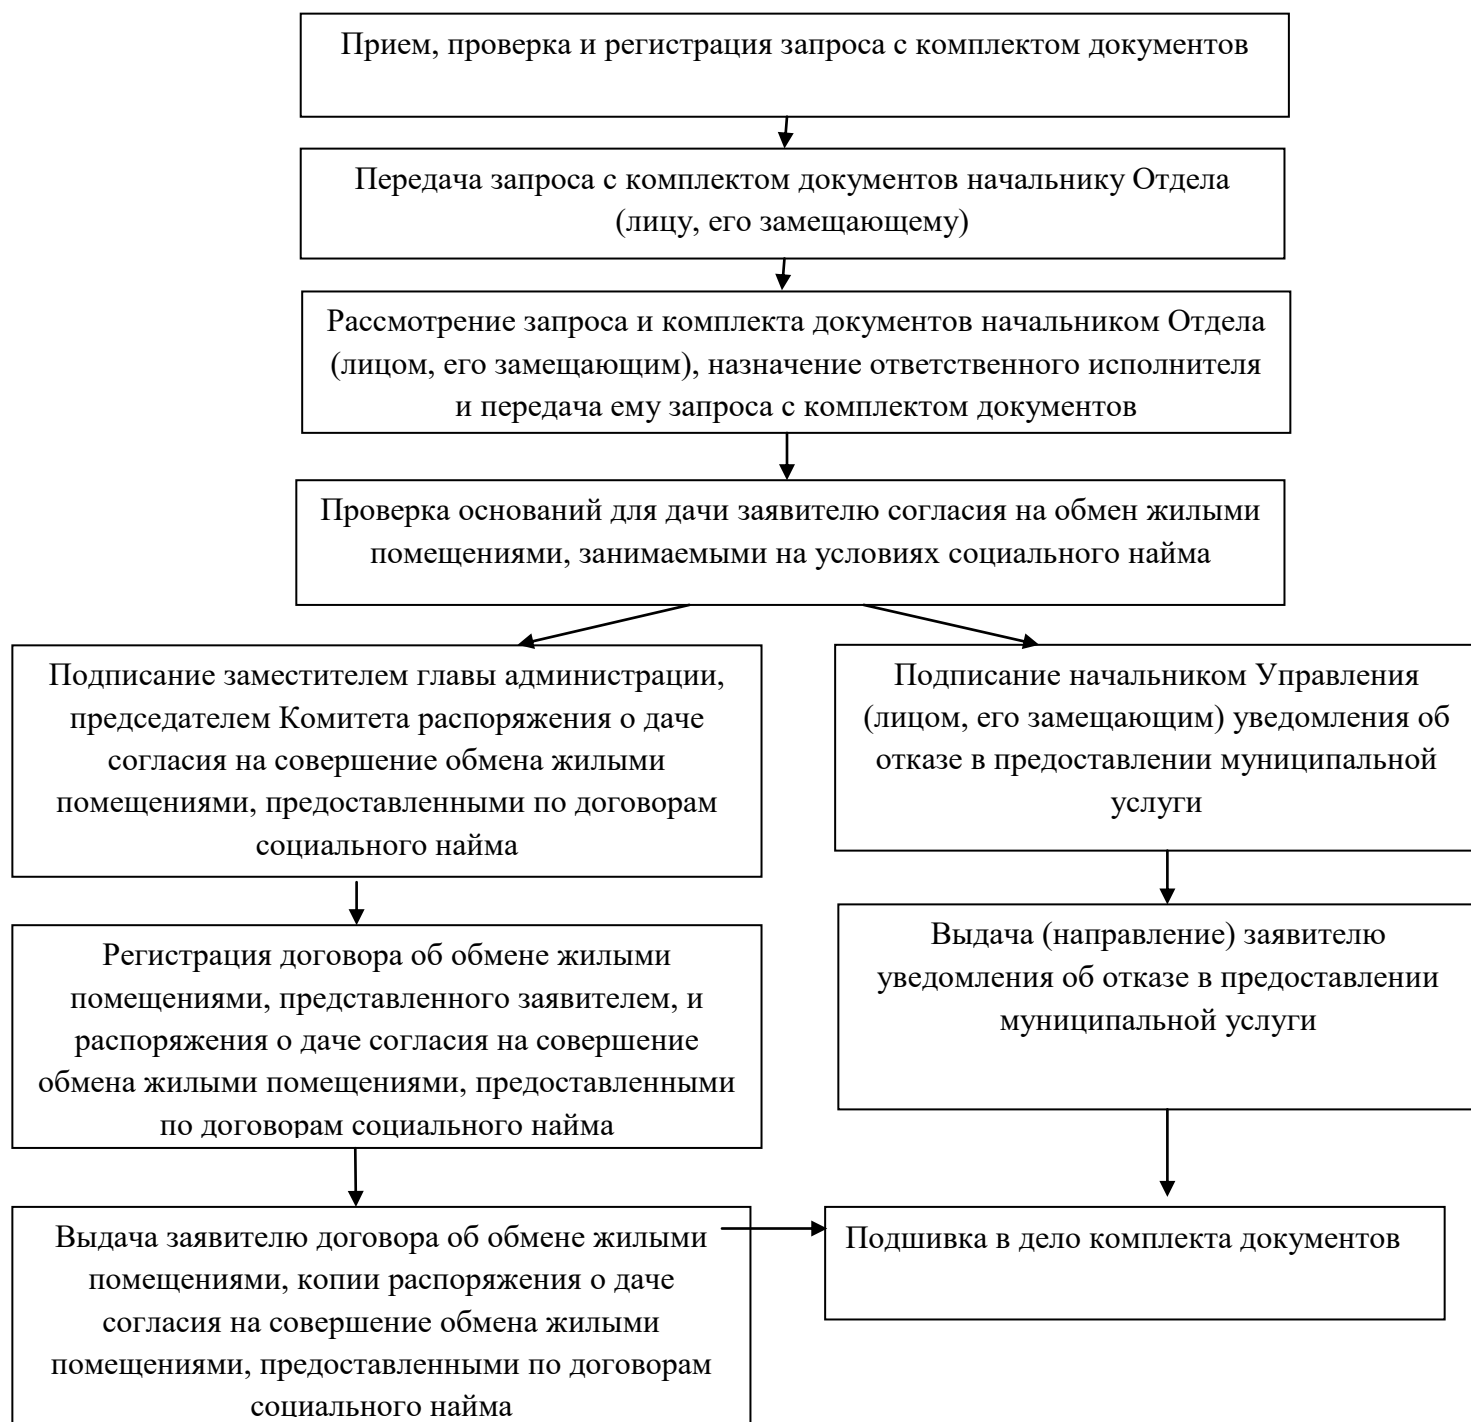 Прием, проверка и регистрация запроса с комплектом документов
Передача запроса с комплектом документов начальнику Отдела
(лицу, его замещающему)
Рассмотрение запроса и комплекта документов начальником Отдела
(лицом, его замещающим), назначение ответственного исполнителя
и передача ему запроса с комплектом документов
Проверка оснований для дачи заявителю согласия на обмен жилыми
помещениями, занимаемыми на условиях социального найма
Подписание заместителем главы администрации,
председателем Комитета распоряжения о даче
согласия на совершение обмена жилыми
помещениями, предоставленными по договорам
социального найма
Подписание начальником Управления
(лицом, его замещающим) уведомления об
отказе в предоставлении муниципальной
услуги
Регистрация договора об обмене жилыми
помещениями, представленного заявителем, и
распоряжения о даче согласия на совершение
обмена жилыми помещениями, предоставленными
по договорам социального найма
Выдача (направление) заявителю
уведомления об отказе в предоставлении
муниципальной услуги
Выдача заявителю договора об обмене жилыми
помещениями, копии распоряжения о даче
согласия на совершение обмена жилыми
помещениями, предоставленными по договорам
социального найма
Подшивка в дело комплекта документов